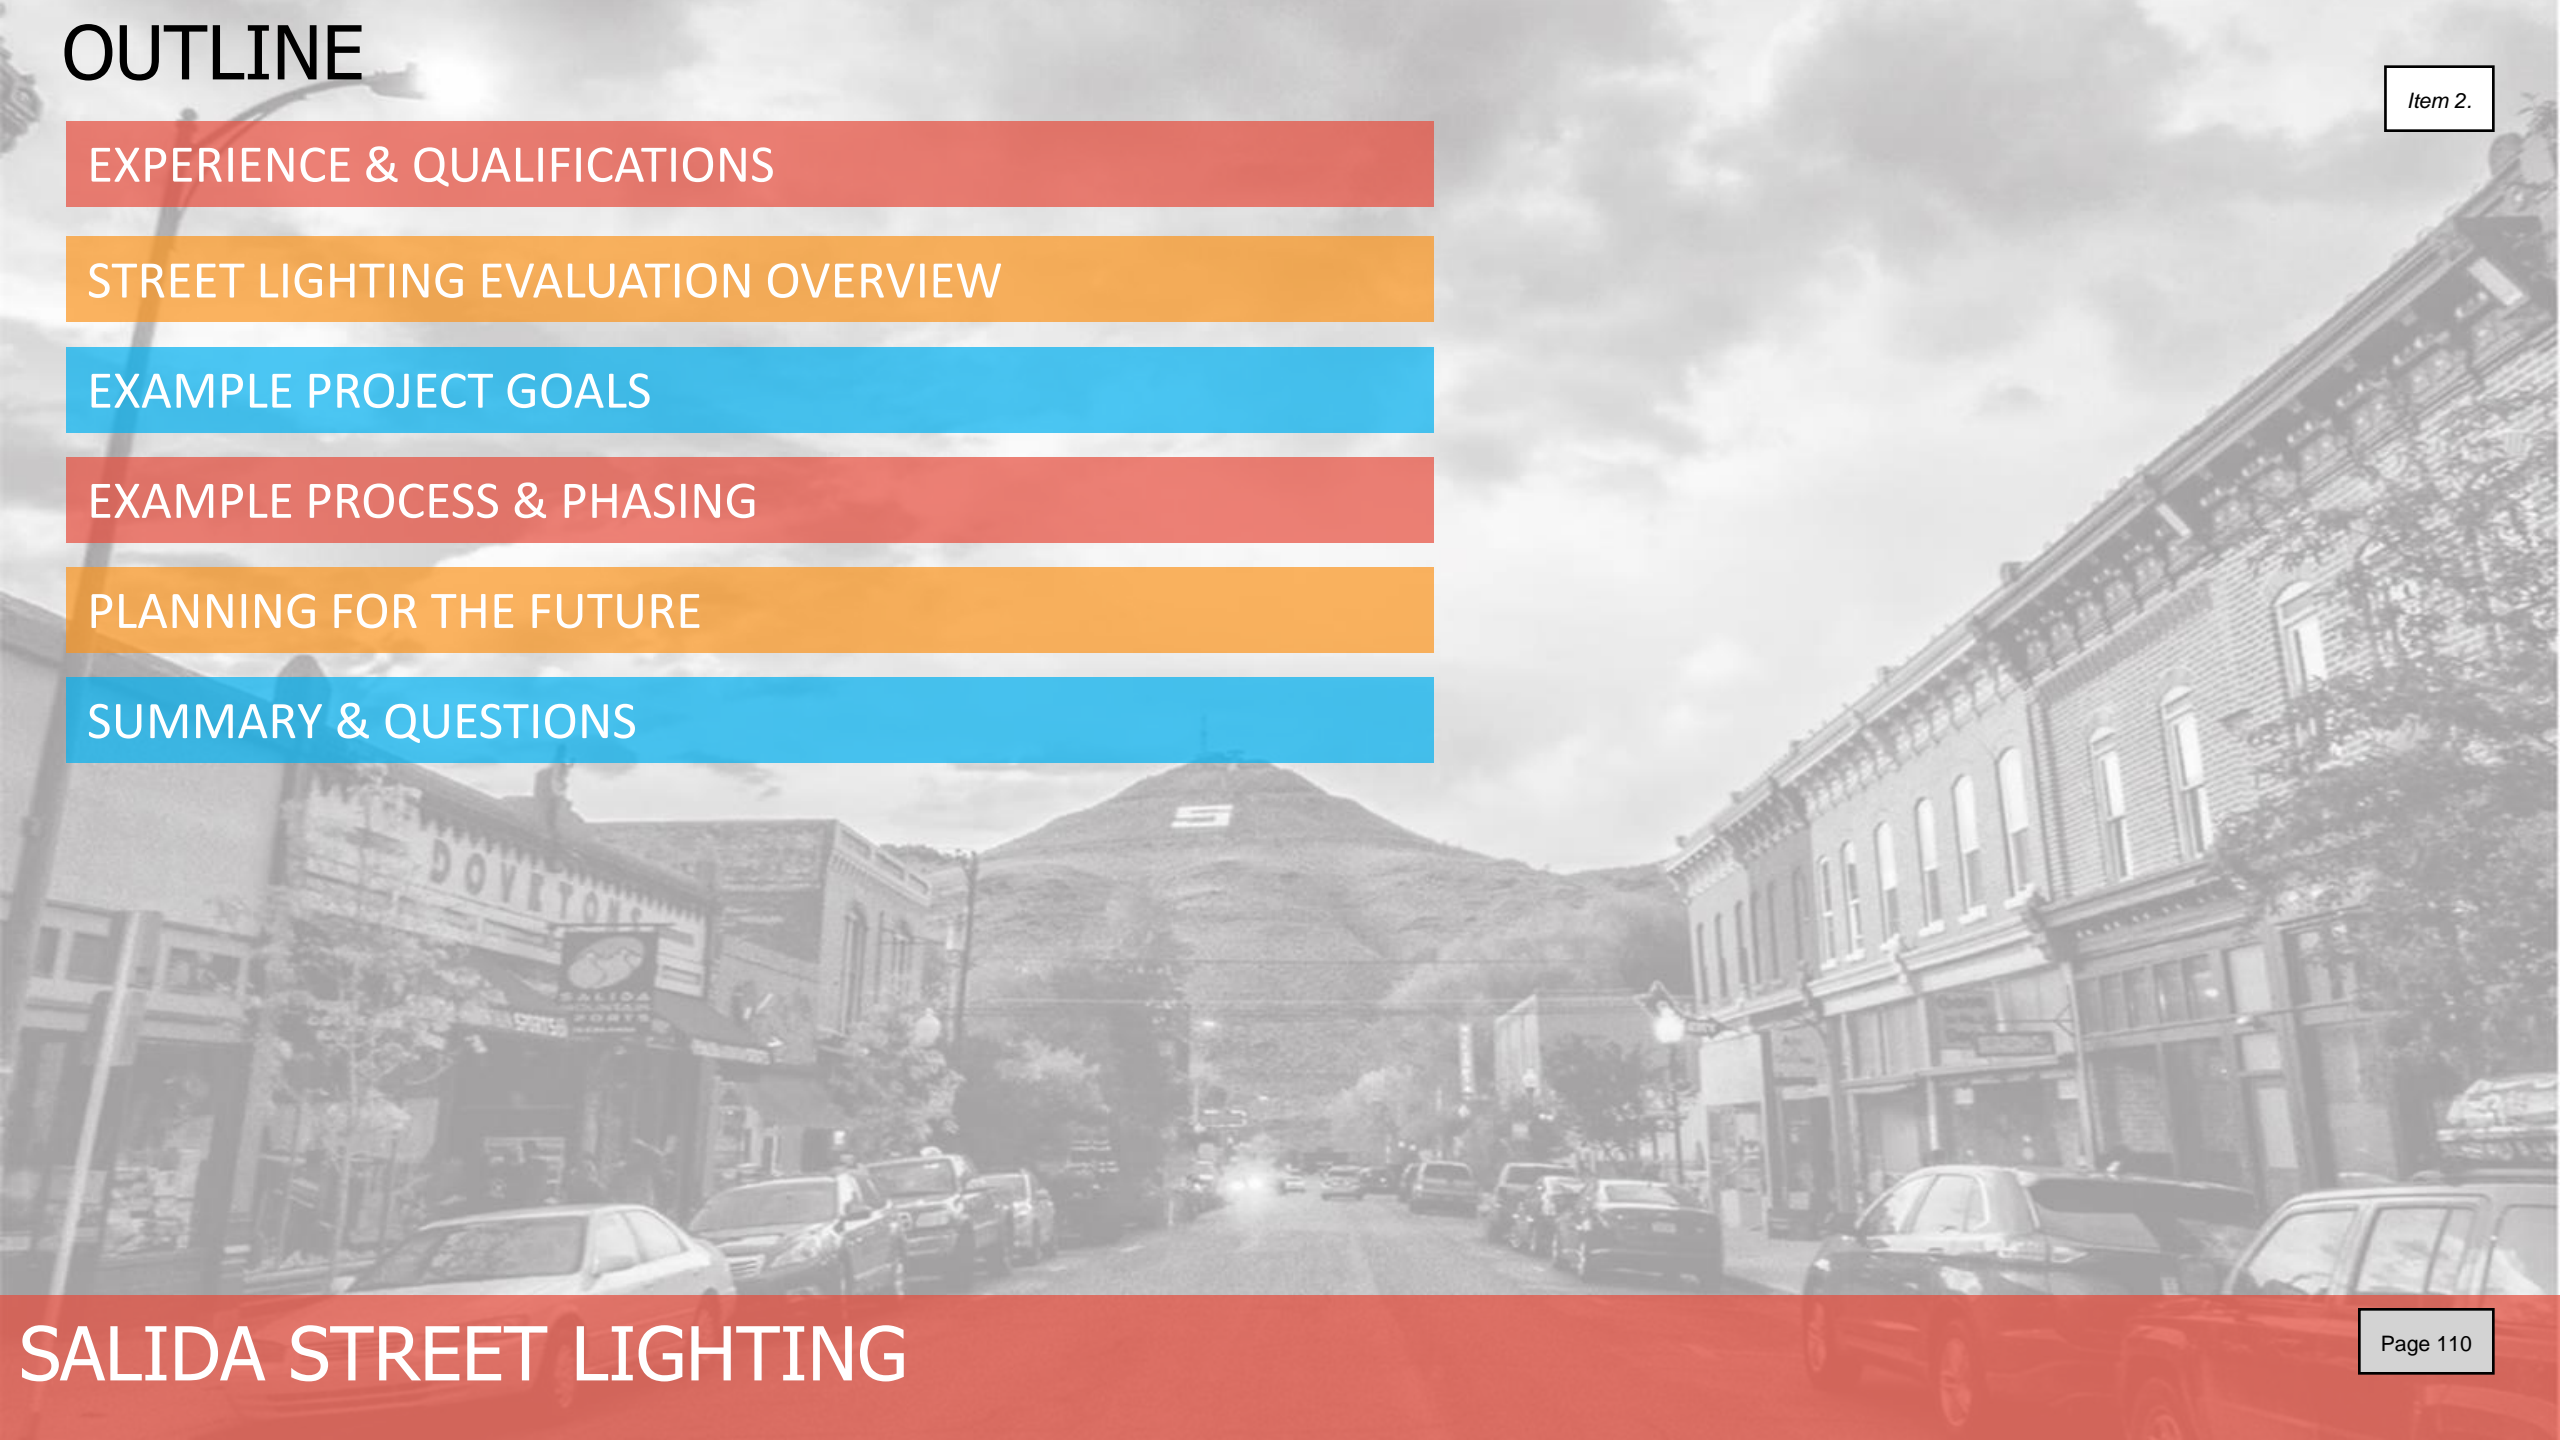 OUTLINE
Item 2.
EXPERIENCE & QUALIFICATIONS
STREET LIGHTING EVALUATION OVERVIEW
EXAMPLE PROJECT GOALS
EXAMPLE PROCESS & PHASING
PLANNING FOR THE FUTURE
SUMMARY & QUESTIONS
S
SALIDA
SALIDA STREET LIGHTING
Page 110